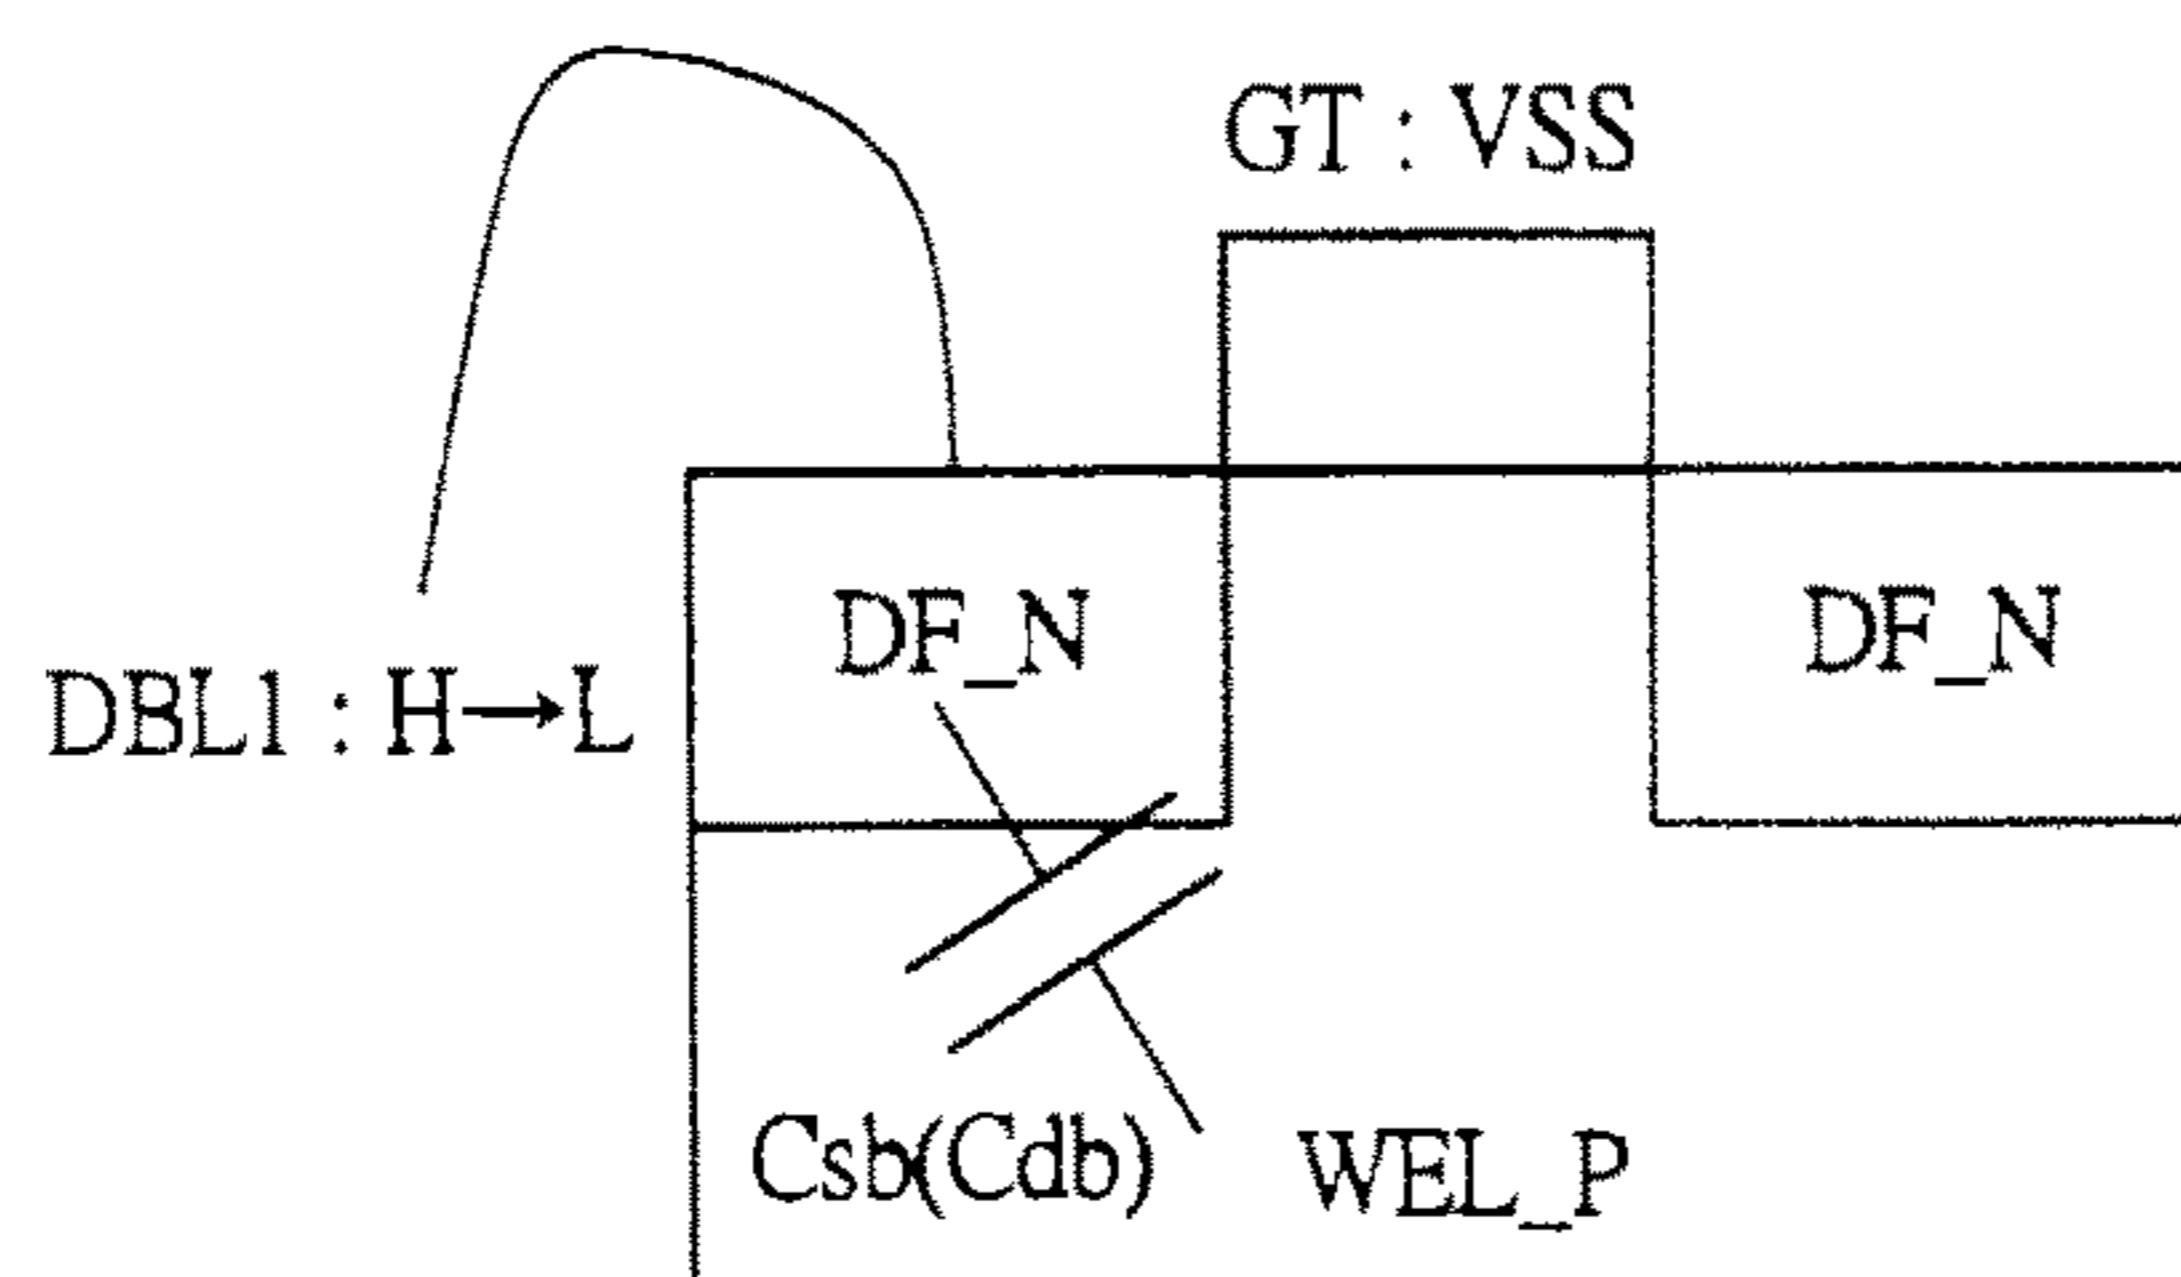 GT : VSS
DF_N
DF_N
DBL1 : H→L
Csb(Cdb)
WEL_P